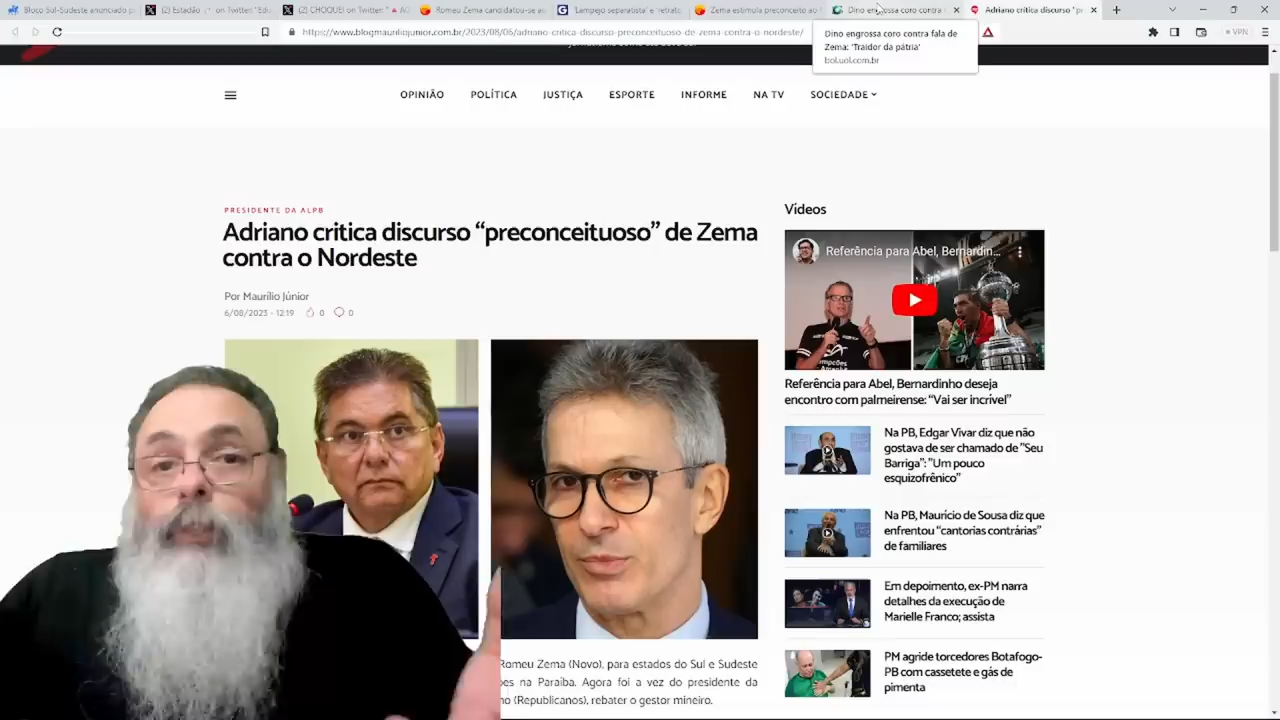 Bloco Sul-Sudeste anunciado p
Estadão on Twitter: "Edu
CHOQUEI on Twitter: "
Romeu Zema candidatou-se ao
'Lampejo separatista' e 'retrato
Zema estimula preconceito ao
Dino engrossa coro contra
Adriano critica discurso "pr
https://www.blogmauriliojunior.com.br/2023/08/06/adriano-critica-discurso-preconceituoso-de-zema-contra-o-nordeste/
VPN
Dino engrossa coro contra fala de
Zema: 'Traidor da pátria'
bol.uol.com.br
OPINIÃO POLÍTICA JUSTIÇA ESPORTE INFORME NA TV SOCIEDADE
PRESIDENTE DA ALPB
Adriano critica discurso “preconceituoso” de Zema
contra o Nordeste
Por Maurílio Júnior
6/08/2023 - 12:19 0 0
Romeu Zema (Novo), para estados do Sul e Sudeste
es na Paraíba. Agora foi a vez do presidente da
(Republicanos), rebater o gestor mineiro.
Vídeos
Referência para Abel, Bernardin...
Referência para Abel, Bernardinho deseja
encontro com palmeirense: “Vai ser incrível”
Na PB, Edgar Vivar diz que não
gostava de ser chamado de ”Seu
Barriga”: ”Um pouco
esquizofrênico”
Na PB, Maurício de Sousa diz que
enfrentou “cantorias contrárias”
de familiares
Em depoimento, ex-PM narra
detalhes da execução de
Marielle Franco; assista
PM agride torcedores Botafogo-
PB com cassetete e gás de
pimenta